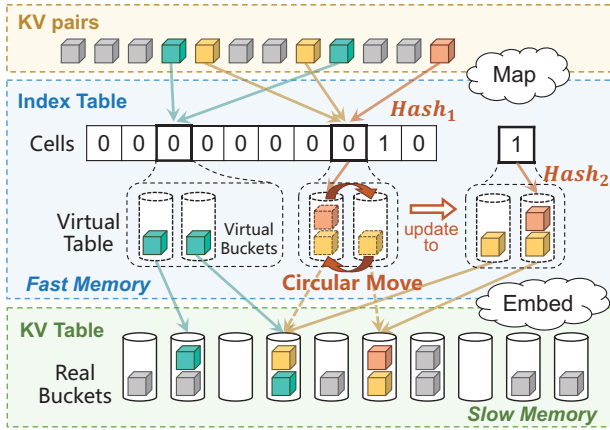 KV pairs
Map
Index Table
Hash₁
Cells 0 0 0 0 0 0 0 0 1 0
1
Hash₂
Virtual
Table
Virtual
Buckets
update
to
Fast Memory
Circular Move
Embed
KV Table
Real
Buckets
Slow Memory